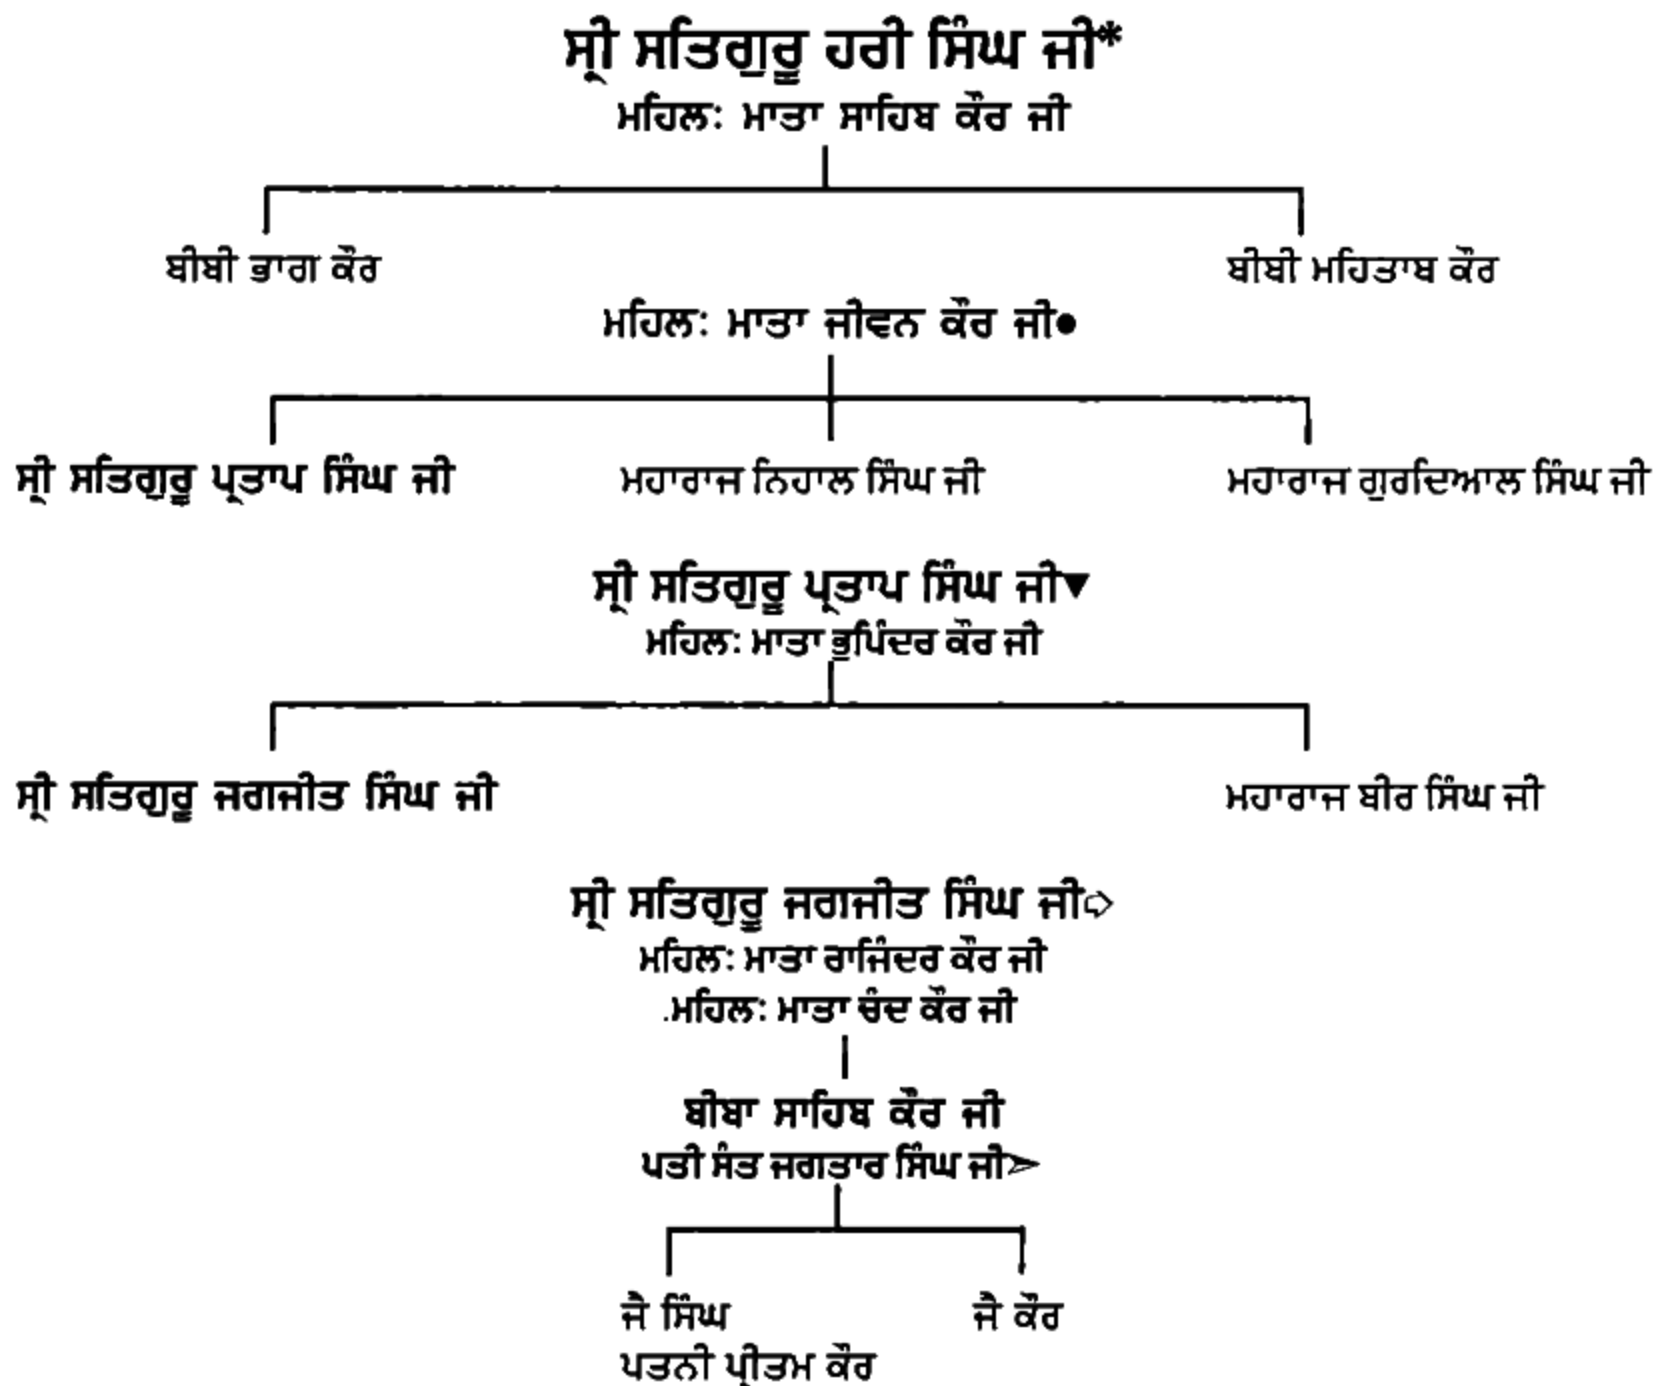 ਸ੍ਰੀ ਸਤਿਗੁਰੂ ਹਰੀ ਸਿੰਘ ਜੀ*
ਮਹਿਲ: ਮਾਤਾ ਸਾਹਿਬ ਕੌਰ ਜੀ
ਬੀਬੀ ਭਾਗ ਕੌਰ ਬੀਬੀ ਮਹਿਤਾਬ ਕੌਰ
ਮਹਿਲ: ਮਾਤਾ ਜੀਵਨ ਕੌਰ ਜੀ●
ਸ੍ਰੀ ਸਤਿਗੁਰੂ ਪ੍ਰਤਾਪ ਸਿੰਘ ਜੀ ਮਹਾਰਾਜ ਨਿਹਾਲ ਸਿੰਘ ਜੀ ਮਹਾਰਾਜ ਗੁਰਦਿਆਲ ਸਿੰਘ ਜੀ
ਸ੍ਰੀ ਸਤਿਗੁਰੂ ਪ੍ਰਤਾਪ ਸਿੰਘ ਜੀ▼
ਮਹਿਲ: ਮਾਤਾ ਭੁਪਿੰਦਰ ਕੌਰ ਜੀ
ਸ੍ਰੀ ਸਤਿਗੁਰੂ ਜਗਜੀਤ ਸਿੰਘ ਜੀ ਮਹਾਰਾਜ ਬੀਰ ਸਿੰਘ ਜੀ
ਸ੍ਰੀ ਸਤਿਗੁਰੂ ਜਗਜੀਤ ਸਿੰਘ ਜੀ➪
ਮਹਿਲ: ਮਾਤਾ ਰਾਜਿੰਦਰ ਕੌਰ ਜੀ
ਮਹਿਲ: ਮਾਤਾ ਚੰਦ ਕੌਰ ਜੀ
ਬੀਬਾ ਸਾਹਿਬ ਕੌਰ ਜੀ
ਪਤੀ ਸੰਤ ਜਗਤਾਰ ਸਿੰਘ ਜੀ➣
ਜੈ ਸਿੰਘ ਜੈ ਕੌਰ
ਪਤਨੀ ਪ੍ਰੀਤਮ ਕੌਰ